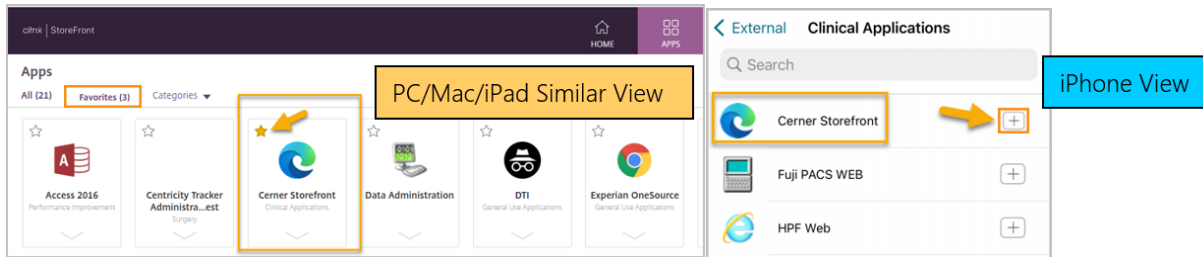 citrix StoreFront
HOME
APPS
Apps
All (21)
Favorites (3)
Categories
PC/Mac/iPad Similar View
Access 2016
Performance Improvement
Centricity Tracker
Administra...est
Surgery
Cerner Storefront
Clinical Applications
Data Administration
DTI
General Use Applications
Experian OneSource
General Use Applications
External
Clinical Applications
Search
iPhone View
Cerner Storefront
Fuji PACS WEB
HPF Web